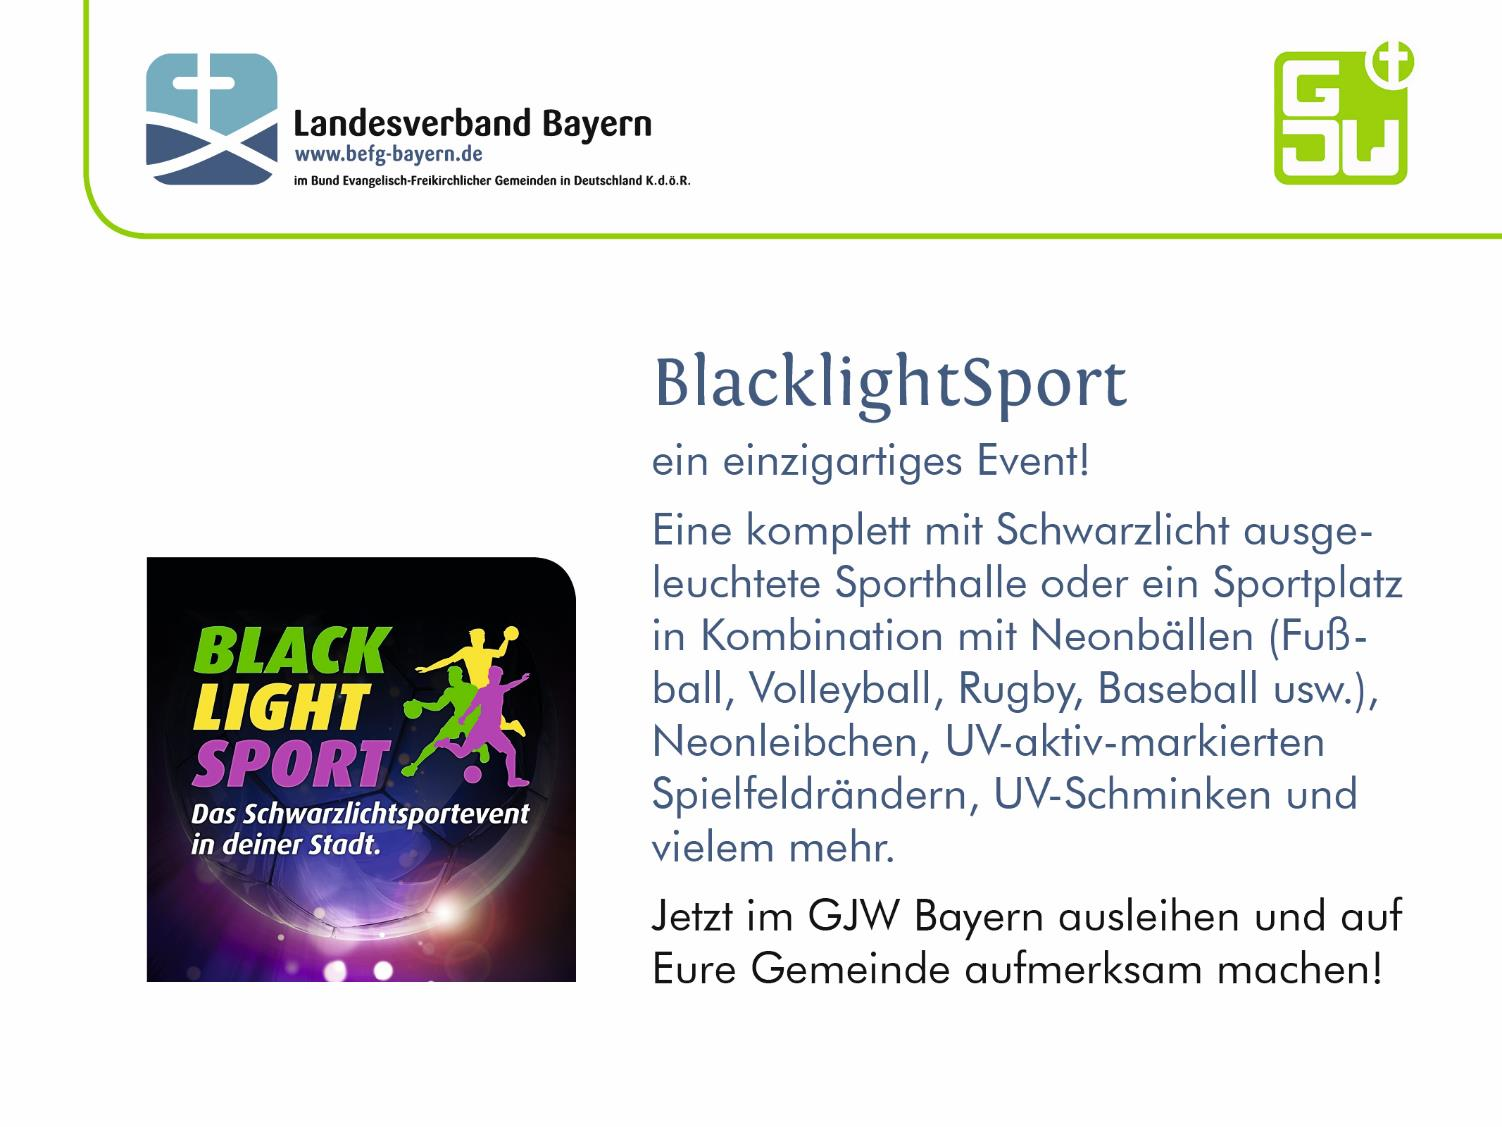 Landesverband Bayern
www.befg-bayern.de
im Bund Evangelisch-Freikirchlicher Gemeinden in Deutschland K.d.ö.R.
GJW
BlacklightSport
ein einzigartiges Event!
Eine komplett mit Schwarzlicht ausge-
leuchtete Sporthalle oder ein Sportplatz
in Kombination mit Neonbällen (Fuß-
ball, Volleyball, Rugby, Baseball usw.),
Neonleibchen, UV-aktiv-markierten
Spielfeldrändern, UV-Schminken und
vielem mehr.
Jetzt im GJW Bayern ausleihen und auf
Eure Gemeinde aufmerksam machen!
BLACK
LIGHT
SPORT
Das Schwarzlichtsportevent
in deiner Stadt.